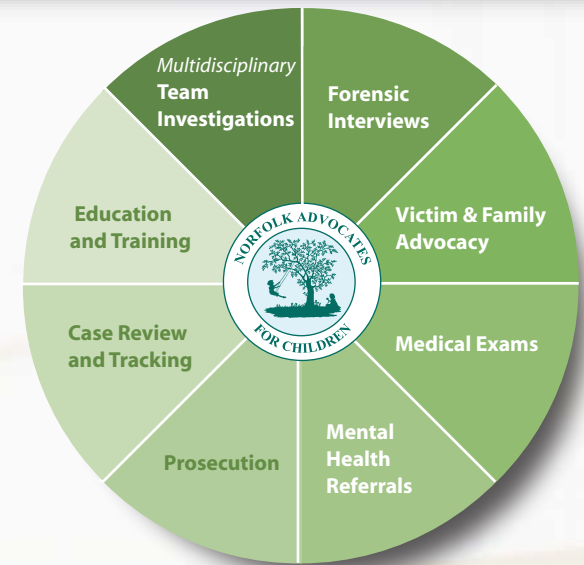 Multidisciplinary
Team
Investigations
Forensic
Interviews
Victim & Family
Advocacy
Medical Exams
Mental
Health
Referrals
Prosecution
Case Review
and Tracking
Education
and Training
NORFOLK ADVOCATES
FOR CHILDREN